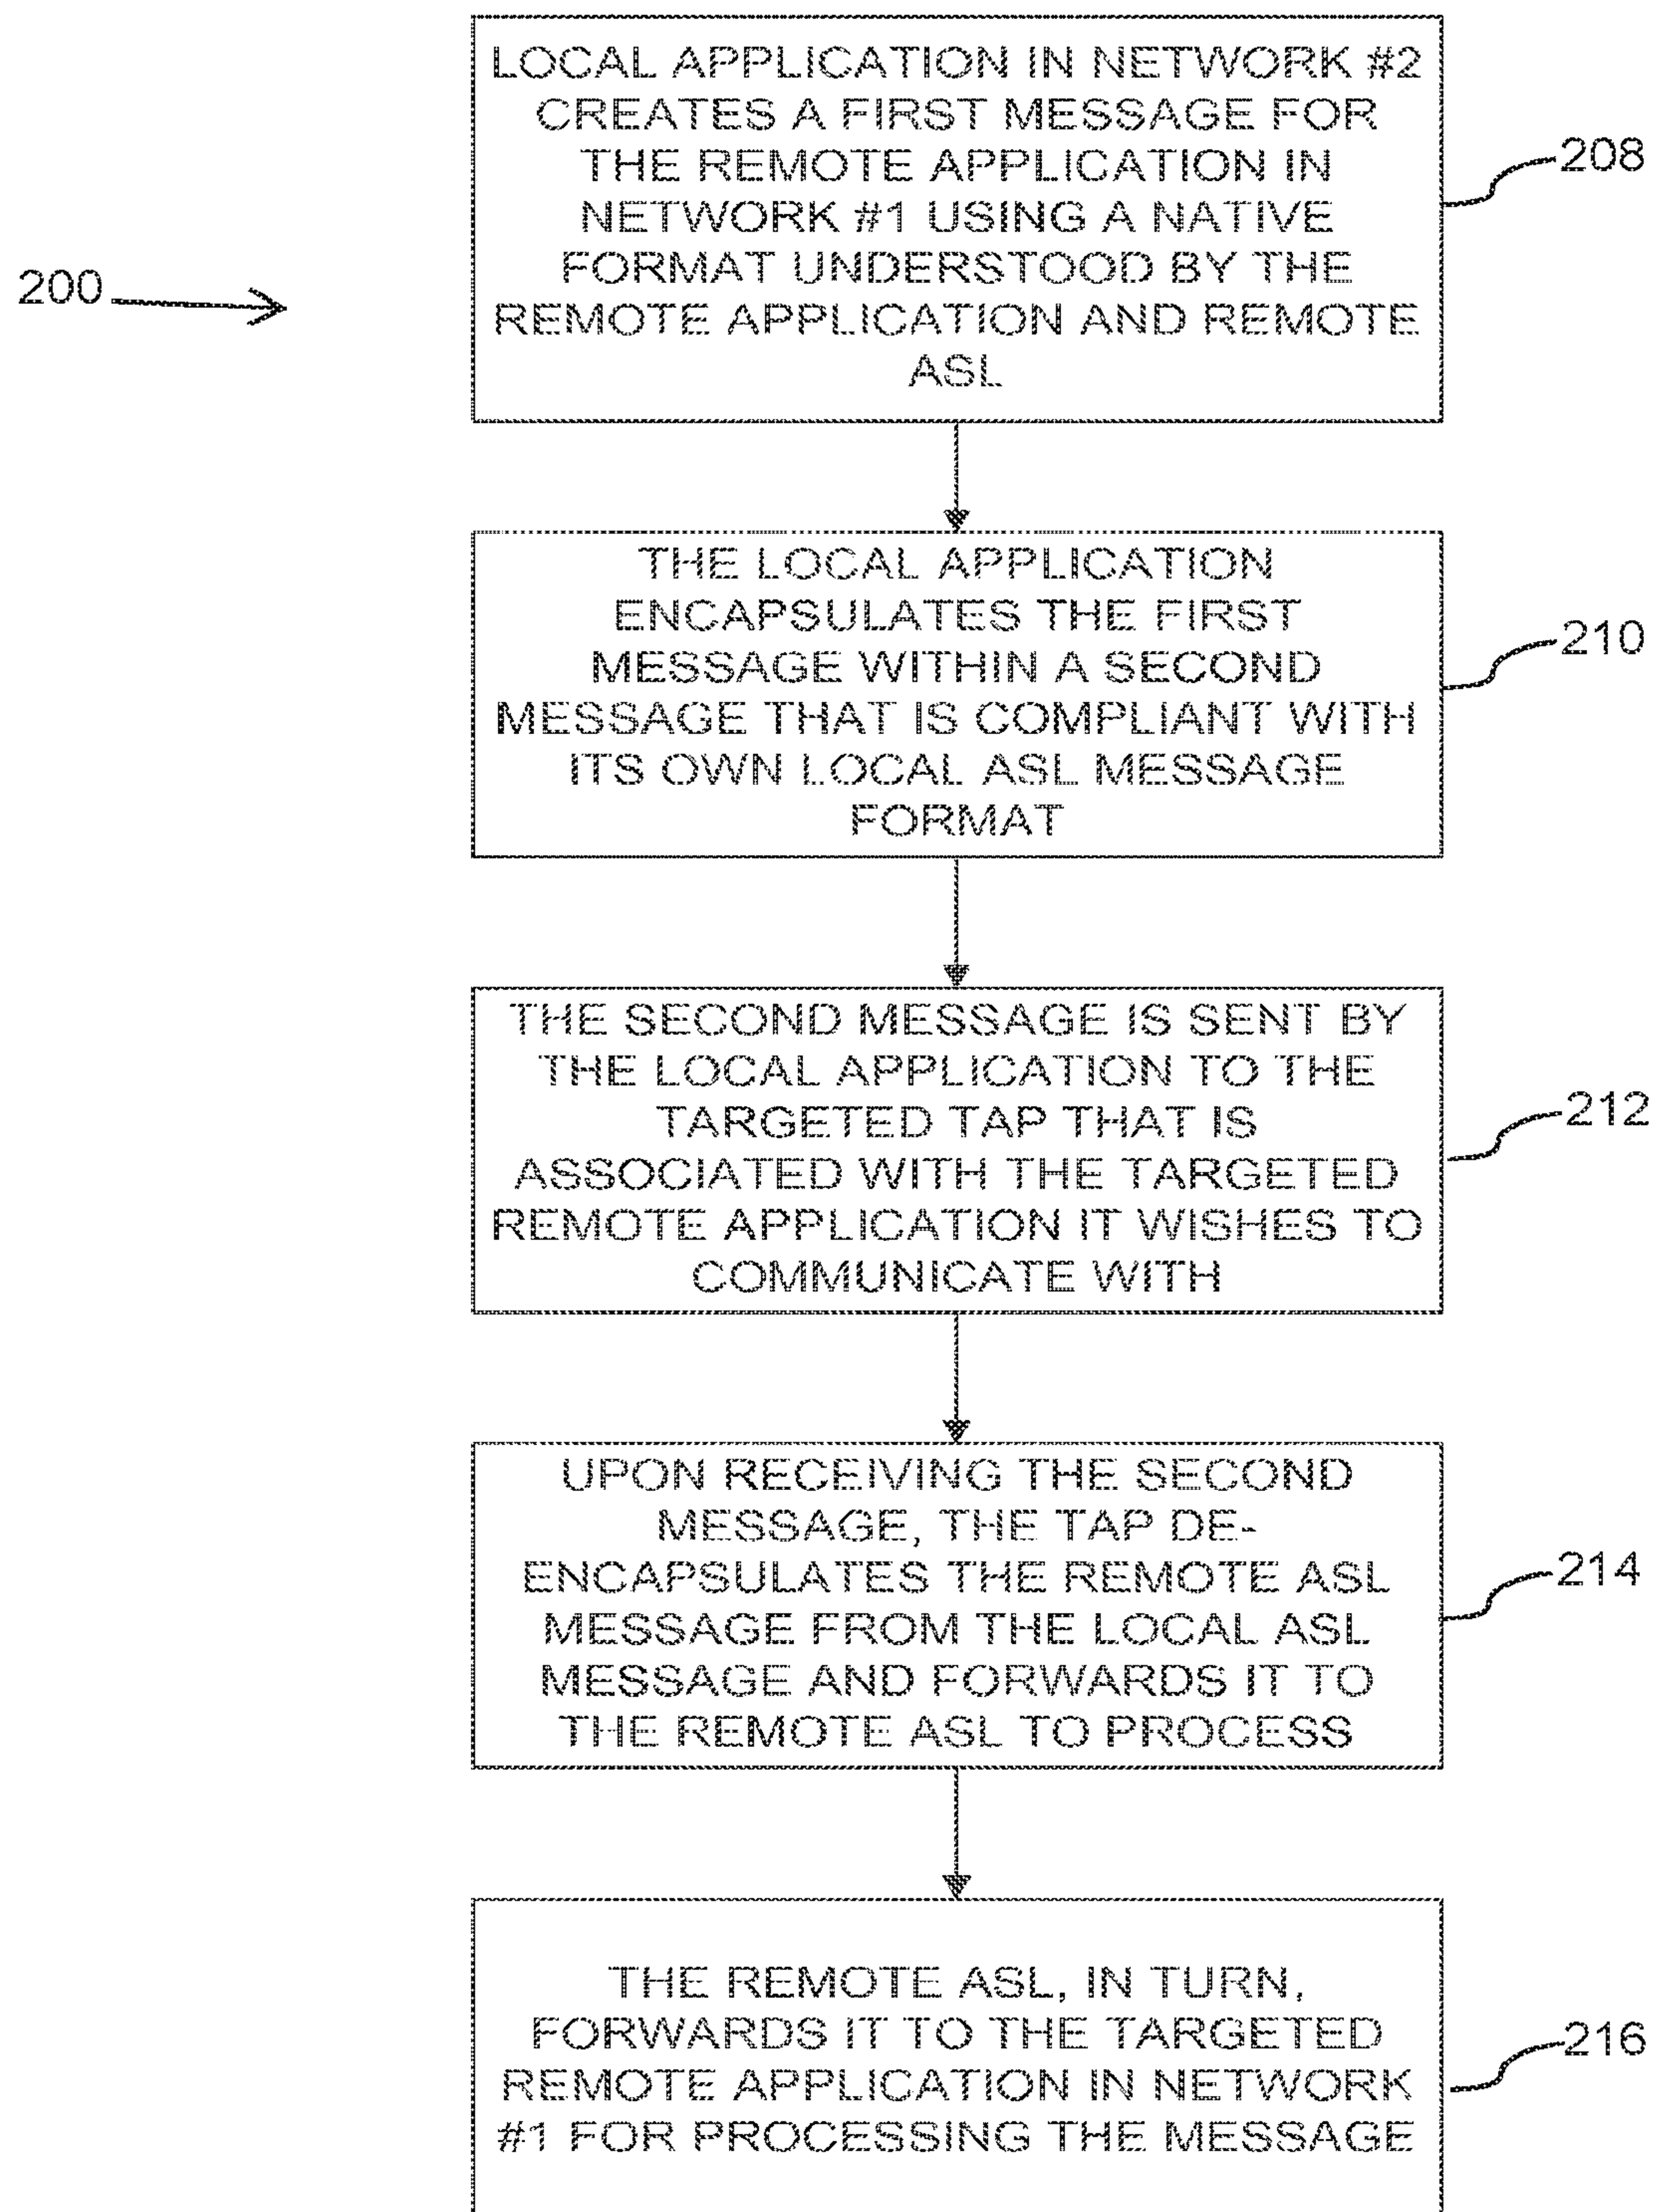 LOCAL APPLICATION IN NETWORK #2
CREATES A FIRST MESSAGE FOR
THE REMOTE APPLICATION IN
NETWORK #1 USING A NATIVE
FORMAT UNDERSTOOD BY THE
REMOTE APPLICATION AND REMOTE
ASL
208
200
THE LOCAL APPLICATION
ENCAPSULATES THE FIRST
MESSAGE WITHIN A SECOND
MESSAGE THAT IS COMPLIANT WITH
ITS OWN LOCAL ASL MESSAGE
FORMAT
210
THE SECOND MESSAGE IS SENT BY
THE LOCAL APPLICATION TO THE
TARGETED TAP THAT IS
ASSOCIATED WITH THE TARGETED
REMOTE APPLICATION IT WISHES TO
COMMUNICATE WITH
212
UPON RECEIVING THE SECOND
MESSAGE, THE TAP DE-
ENCAPSULATES THE REMOTE ASL
MESSAGE FROM THE LOCAL ASL
MESSAGE AND FORWARDS IT TO
THE REMOTE ASL TO PROCESS
214
THE REMOTE ASL, IN TURN,
FORWARDS IT TO THE TARGETED
REMOTE APPLICATION IN NETWORK
#1 FOR PROCESSING THE MESSAGE
216